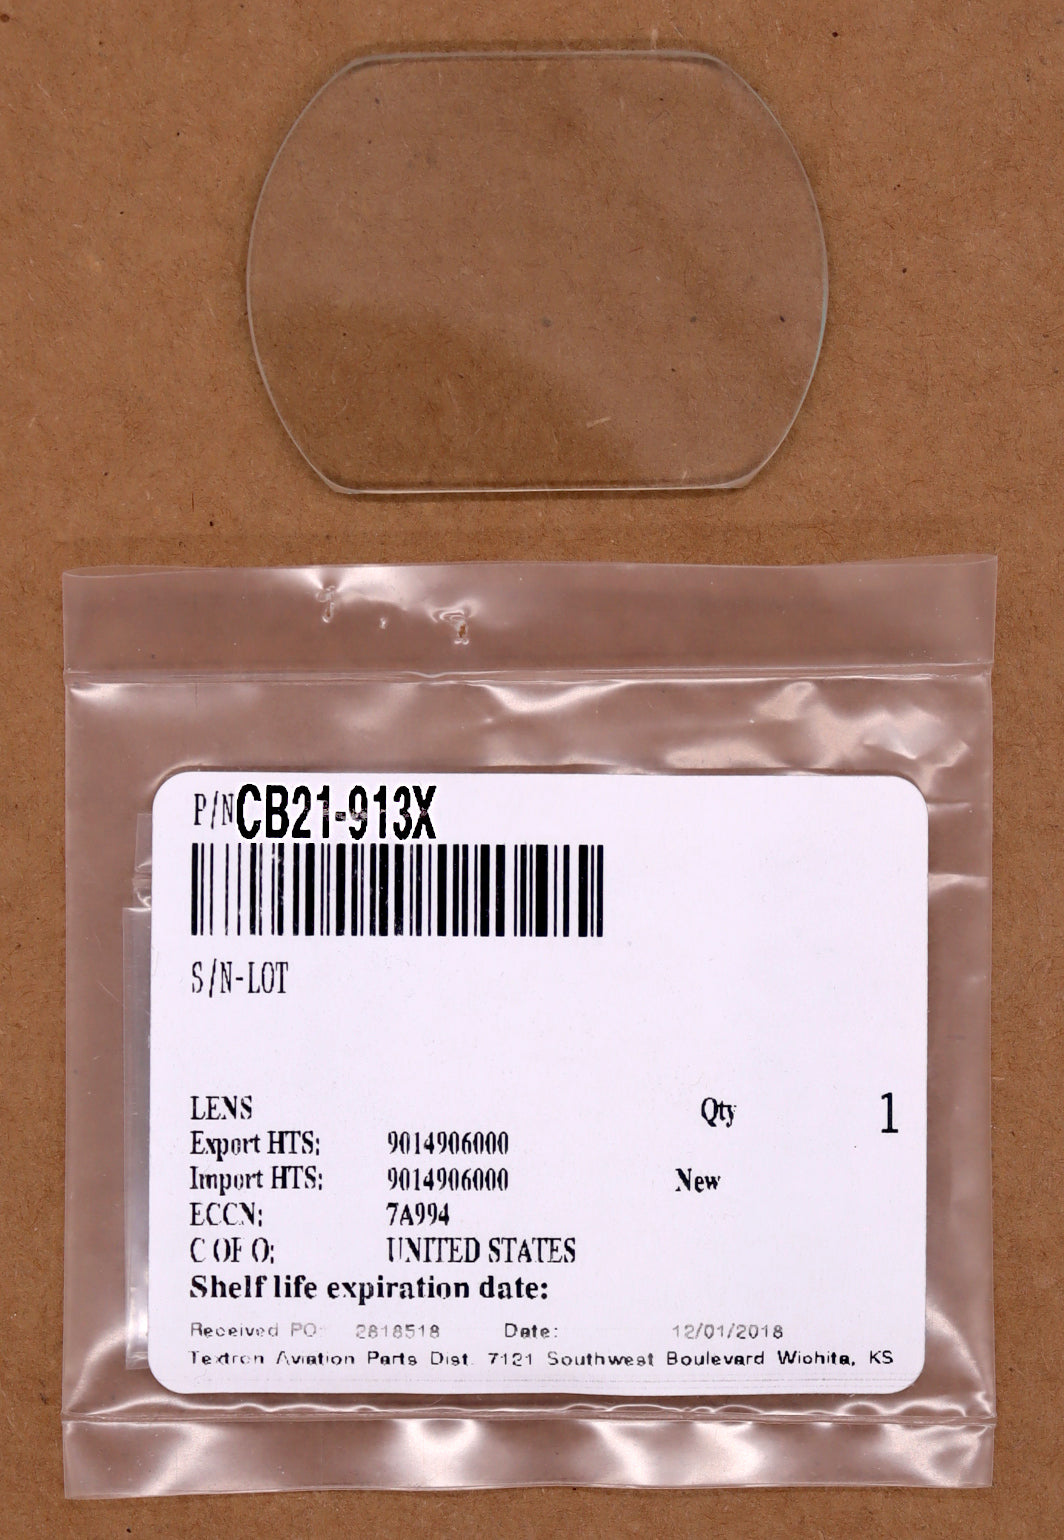 P/N CB21-913X
S/N-LOT
LENS Qty 1
Export HTS: 9014906000
Import HTS: 9014906000 New
ECCN: 7A994
C OF O: UNITED STATES
Shelf life expiration date:
Received PO: 2818518 Date: 12/01/2018
Textron Aviation Parts Dist. 7121 Southwest Boulevard Wichita, KS